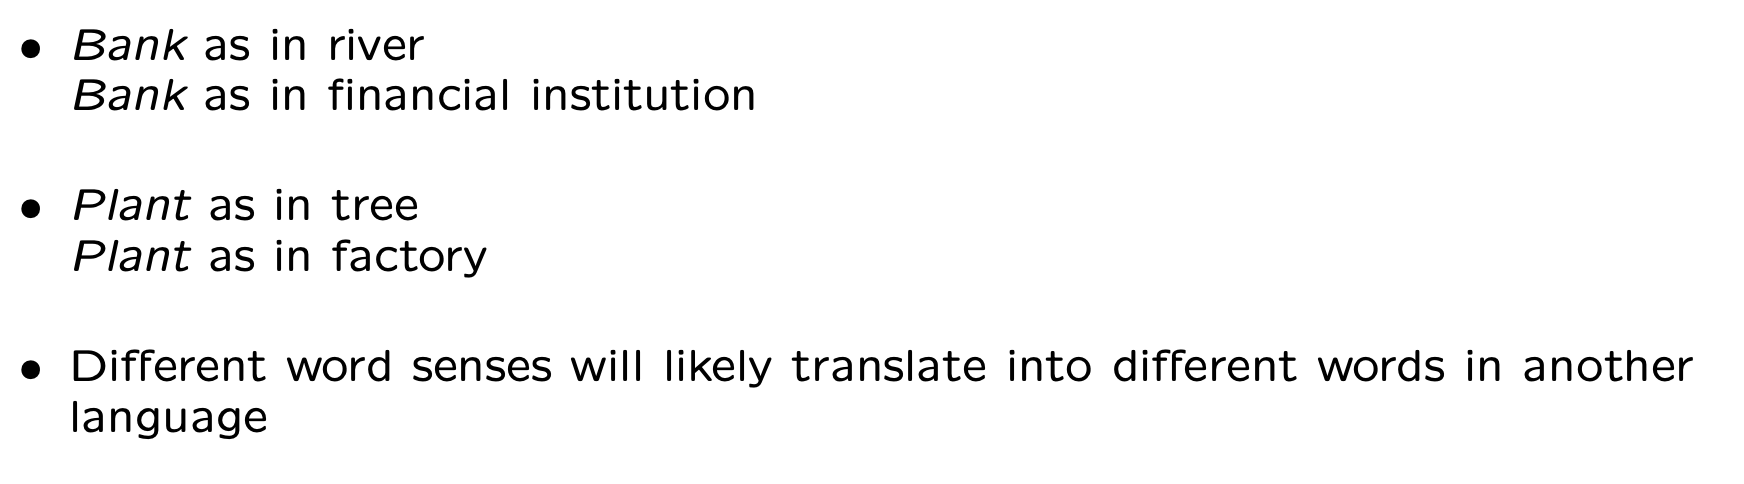 • Bank as in river
Bank as in financial institution
• Plant as in tree
Plant as in factory
• Different word senses will likely translate into different words in another
language